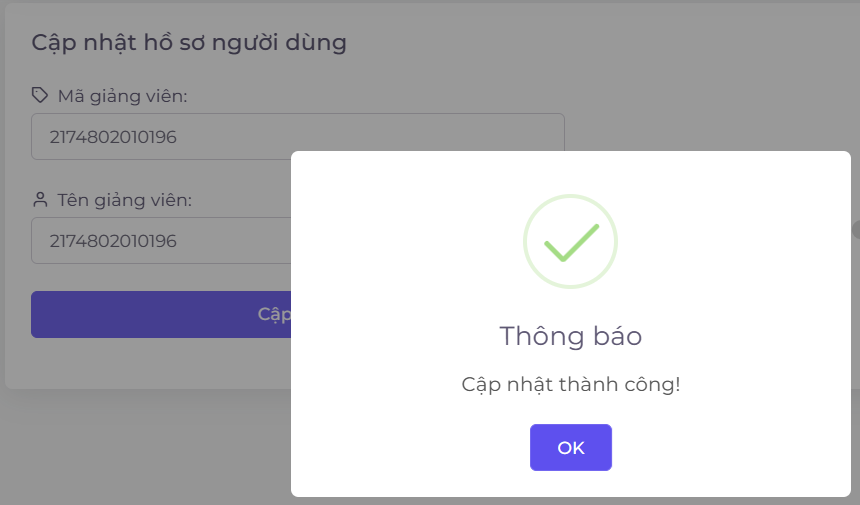 Cập nhật hồ sơ người dùng
Mã giảng viên:
2174802010196
Tên giảng viên:
2174802010196
Cập
Thông báo
Cập nhật thành công!
OK